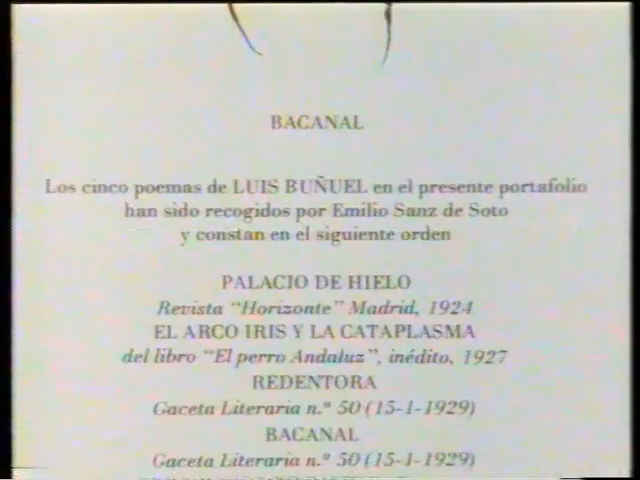 BACANAL
Los cinco poemas de LUIS BUÑUEL en el presente portafolio
han sido recogidos por Emilio Sanz de Soto
y constan en el siguiente orden
PALACIO DE HIELO
Revista "Horizonte" Madrid, 1924
EL ARCO IRIS Y LA CATAPLASMA
del libro "El perro Andaluz", inédito, 1927
REDENTORA
Gaceta Literaria n.º 50 (15-1-1929)
BACANAL
Gaceta Literaria n.º 50 (15-1-1929)